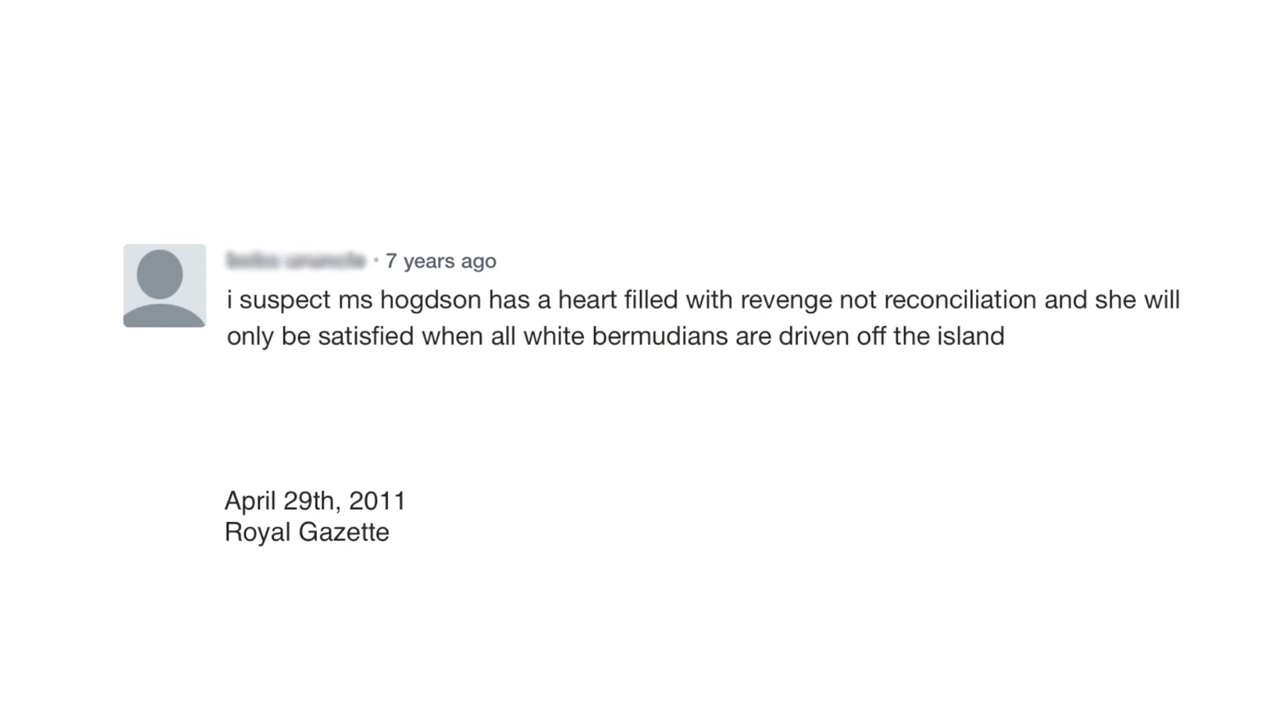 · 7 years ago
i suspect ms hogdson has a heart filled with revenge not reconciliation and she will
only be satisfied when all white bermudians are driven off the island
April 29th, 2011
Royal Gazette